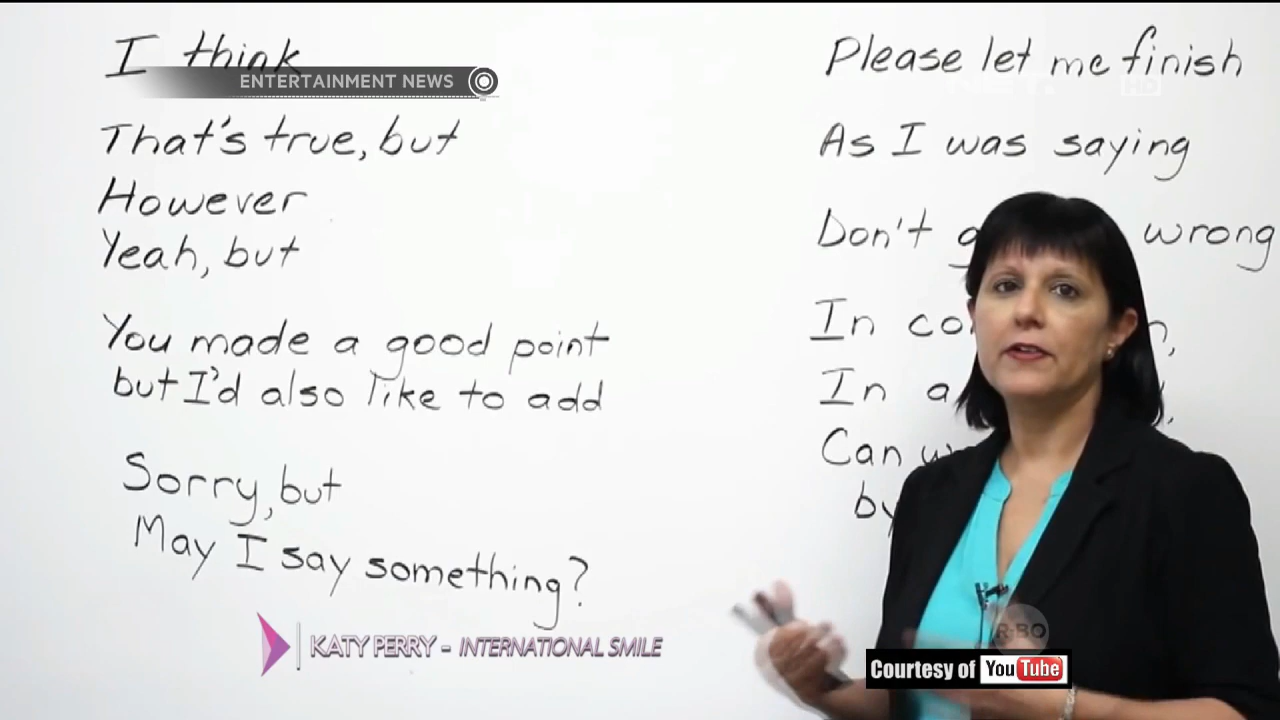 I think
ENTERTAINMENT NEWS
That's true, but
However
Yeah, but
You made a good point
but I'd also like to add
Sorry, but
May I say something?
Please let me finish
HD
As I was saying
Don't wrong
In
In
Can
by
KATY PERRY - INTERNATIONAL SMILE
R-BO
Courtesy of YouTube